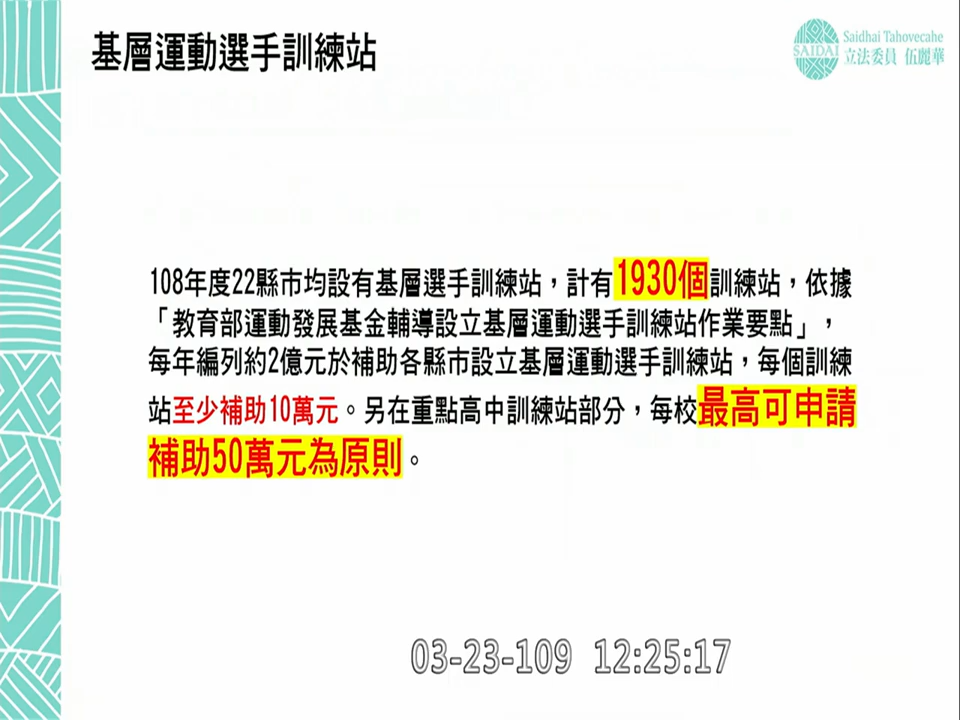 基層運動選手訓練站
SAIDAI
Saidhai Tahovecahe
立法委員 伍麗華
108年度22縣市均設有基層選手訓練站，計有1930個訓練站，依據
「教育部運動發展基金輔導設立基層運動選手訓練站作業要點」，
每年編列約2億元於補助各縣市設立基層運動選手訓練站，每個訓練
站至少補助10萬元。另在重點高中訓練站部分，每校最高可申請
補助50萬元為原則。
03-23-109 12:25:17